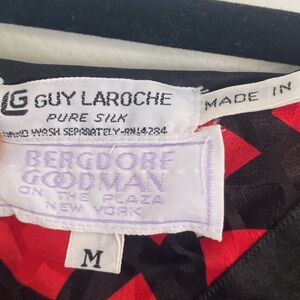 LG GUY LAROCHE
PURE SILK
HAND WASH SEPARATELY-RN14284
MADE IN
BERGDORF
GOODMAN
ON THE PLAZA
NEW YORK
M